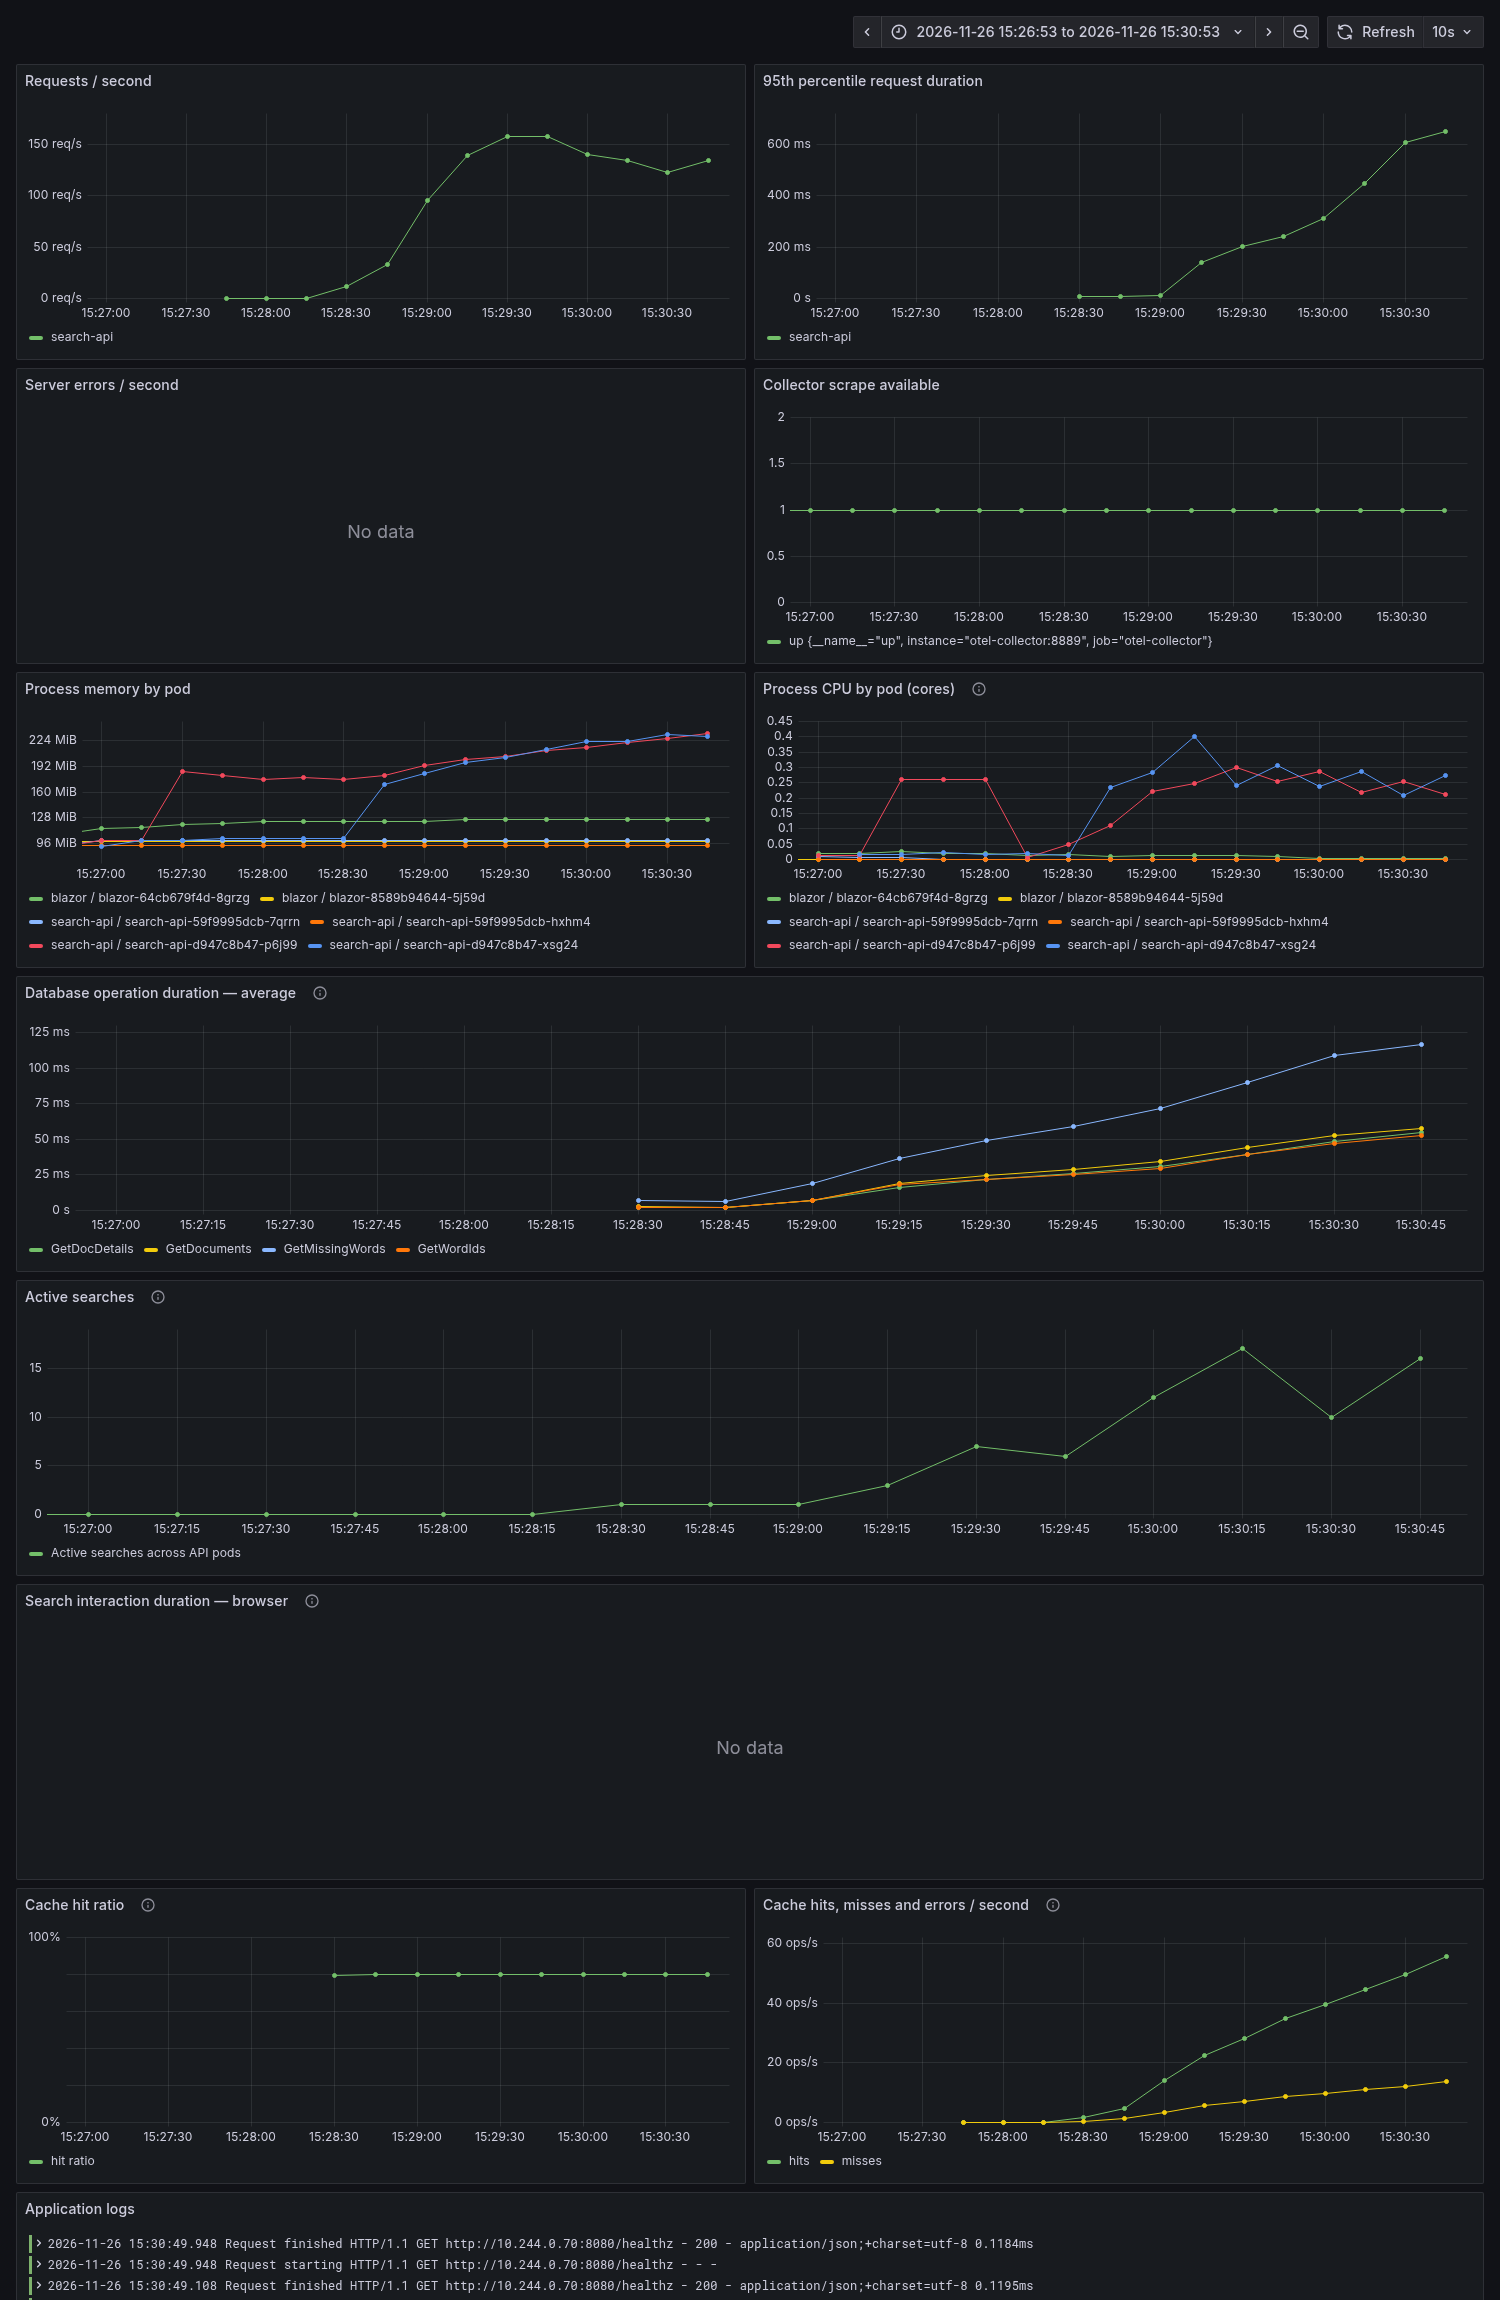 2026-11-26 15:26:53 to 2026-11-26 15:30:53 Refresh 10s
Requests / second
150 req/s
100 req/s
50 req/s
0 req/s
15:27:00 15:27:30 15:28:00 15:28:30 15:29:00 15:29:30 15:30:00 15:30:30
search-api
95th percentile request duration
600 ms
400 ms
200 ms
0 s
15:27:00 15:27:30 15:28:00 15:28:30 15:29:00 15:29:30 15:30:00 15:30:30
search-api
Server errors / second
No data
Collector scrape available
2
1.5
1
0.5
0
15:27:00 15:27:30 15:28:00 15:28:30 15:29:00 15:29:30 15:30:00 15:30:30
up {__name__="up", instance="otel-collector:8889", job="otel-collector"}
Process memory by pod
224 MiB
192 MiB
160 MiB
128 MiB
96 MiB
15:27:00 15:27:30 15:28:00 15:28:30 15:29:00 15:29:30 15:30:00 15:30:30
blazor / blazor-64cb679f4d-8grzg blazor / blazor-8589b94644-5j59d
search-api / search-api-59f9995dcb-7qrrn search-api / search-api-59f9995dcb-hxhm4
search-api / search-api-d947c8b47-p6j99 search-api / search-api-d947c8b47-xsg24
Process CPU by pod (cores)
0.45
0.4
0.35
0.3
0.25
0.2
0.15
0.1
0.05
0
15:27:00 15:27:30 15:28:00 15:28:30 15:29:00 15:29:30 15:30:00 15:30:30
blazor / blazor-64cb679f4d-8grzg blazor / blazor-8589b94644-5j59d
search-api / search-api-59f9995dcb-7qrrn search-api / search-api-59f9995dcb-hxhm4
search-api / search-api-d947c8b47-p6j99 search-api / search-api-d947c8b47-xsg24
Database operation duration — average
125 ms
100 ms
75 ms
50 ms
25 ms
0 s
15:27:00 15:27:15 15:27:30 15:27:45 15:28:00 15:28:15 15:28:30 15:28:45 15:29:00 15:29:15 15:29:30 15:29:45 15:30:00 15:30:15 15:30:30 15:30:45
GetDocDetails GetDocuments GetMissingWords GetWordIds
Active searches
15
10
5
0
15:27:00 15:27:15 15:27:30 15:27:45 15:28:00 15:28:15 15:28:30 15:28:45 15:29:00 15:29:15 15:29:30 15:29:45 15:30:00 15:30:15 15:30:30 15:30:45
Active searches across API pods
Search interaction duration — browser
No data
Cache hit ratio
100%
0%
15:27:00 15:27:30 15:28:00 15:28:30 15:29:00 15:29:30 15:30:00 15:30:30
hit ratio
Cache hits, misses and errors / second
60 ops/s
40 ops/s
20 ops/s
0 ops/s
15:27:00 15:27:30 15:28:00 15:28:30 15:29:00 15:29:30 15:30:00 15:30:30
hits misses
Application logs
2026-11-26 15:30:49.948 Request finished HTTP/1.1 GET http://10.244.0.70:8080/healthz - 200 - application/json;+charset=utf-8 0.1184ms
2026-11-26 15:30:49.948 Request starting HTTP/1.1 GET http://10.244.0.70:8080/healthz - - -
2026-11-26 15:30:49.108 Request finished HTTP/1.1 GET http://10.244.0.70:8080/healthz - 200 - application/json;+charset=utf-8 0.1195ms